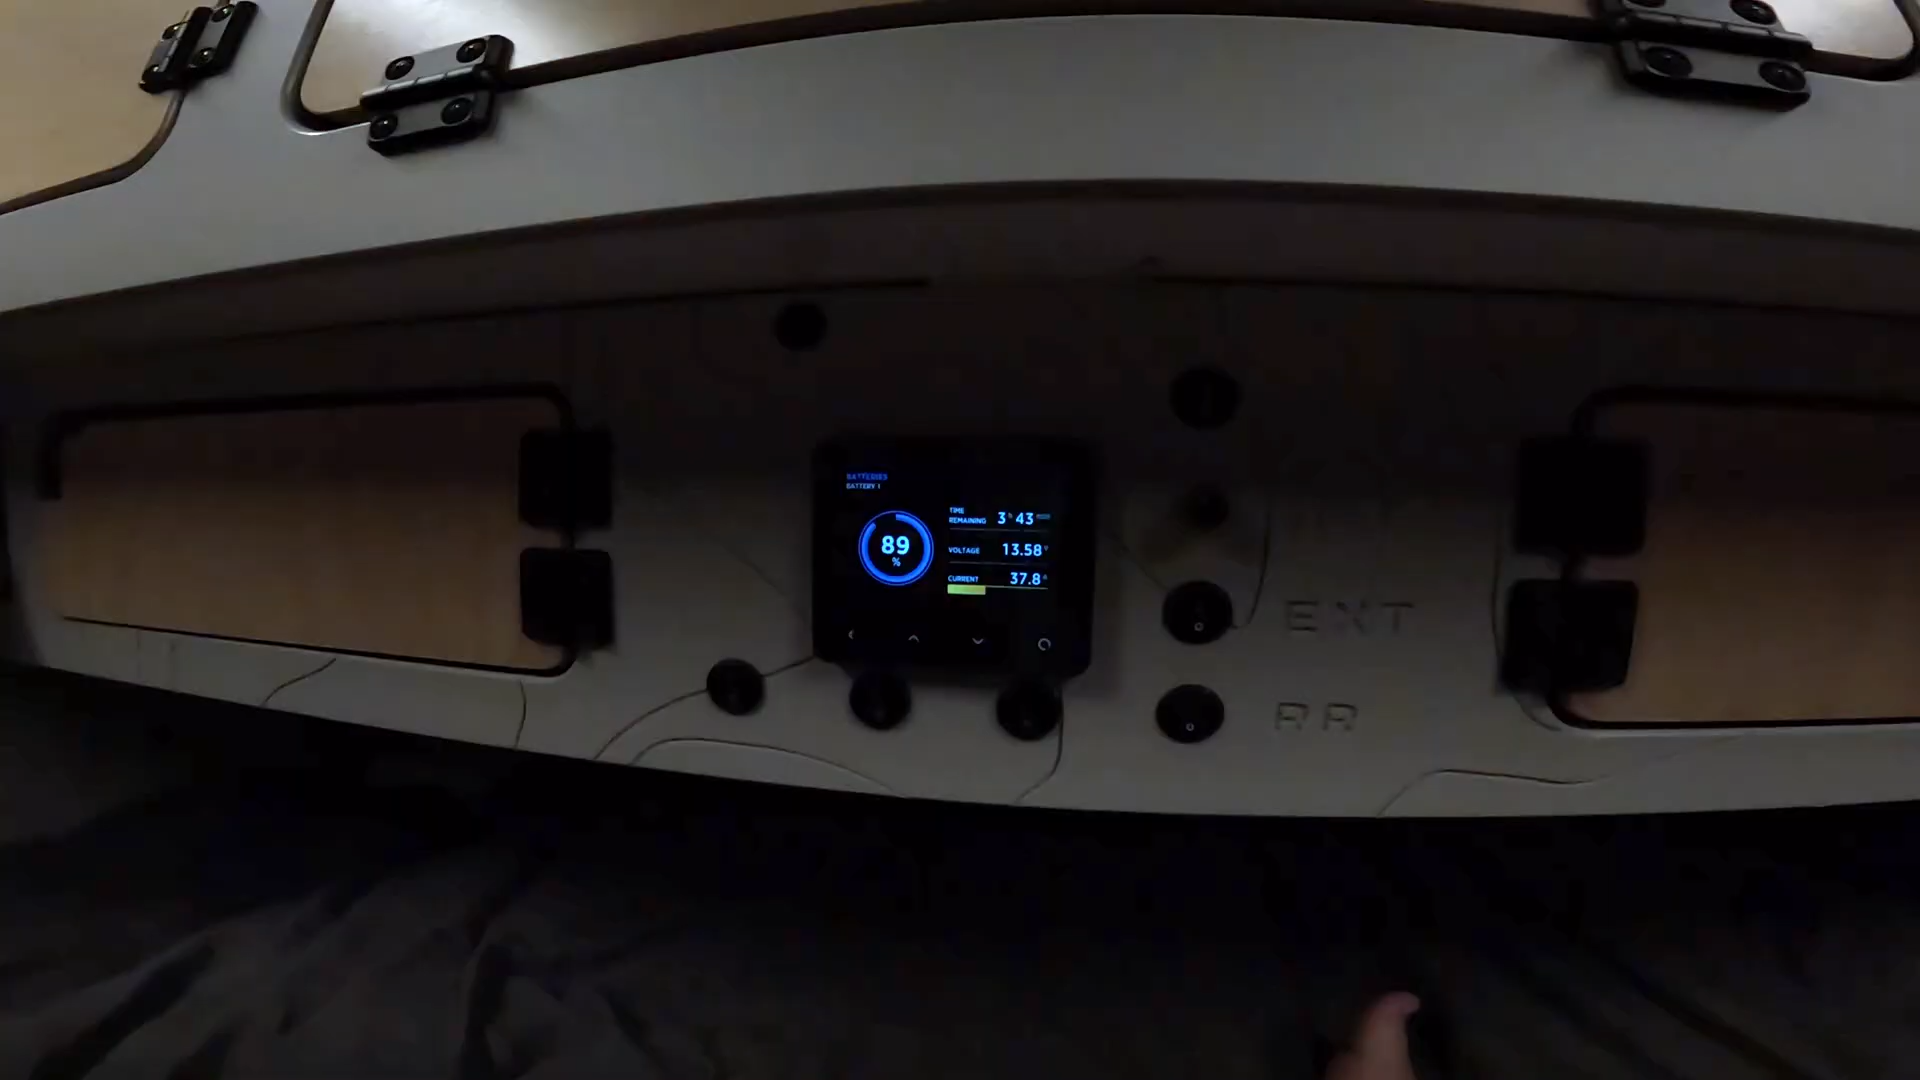 BATTERIES
BATTERY 1
89
%
TIME
REMAINING 3 h 43
VOLTAGE 13.58 V
CURRENT 37.8 A
EXT
RR